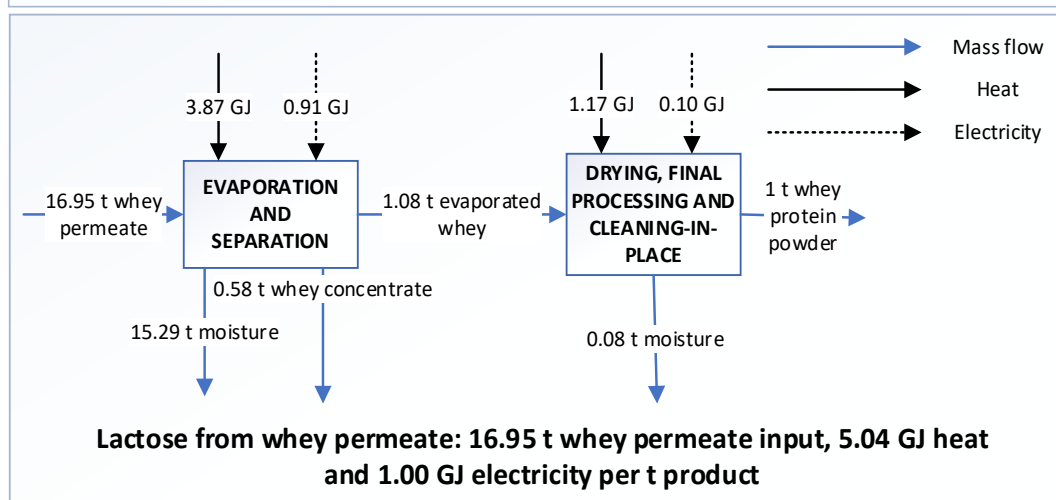 Mass flow
Heat
Electricity
3.87 GJ
0.91 GJ
1.17 GJ
0.10 GJ
16.95 t whey
permeate
EVAPORATION
AND
SEPARATION
1.08 t evaporated
whey
DRYING, FINAL
PROCESSING AND
CLEANING-IN-
PLACE
1 t whey
protein
powder
0.58 t whey concentrate
15.29 t moisture
0.08 t moisture
Lactose from whey permeate: 16.95 t whey permeate input, 5.04 GJ heat
and 1.00 GJ electricity per t product